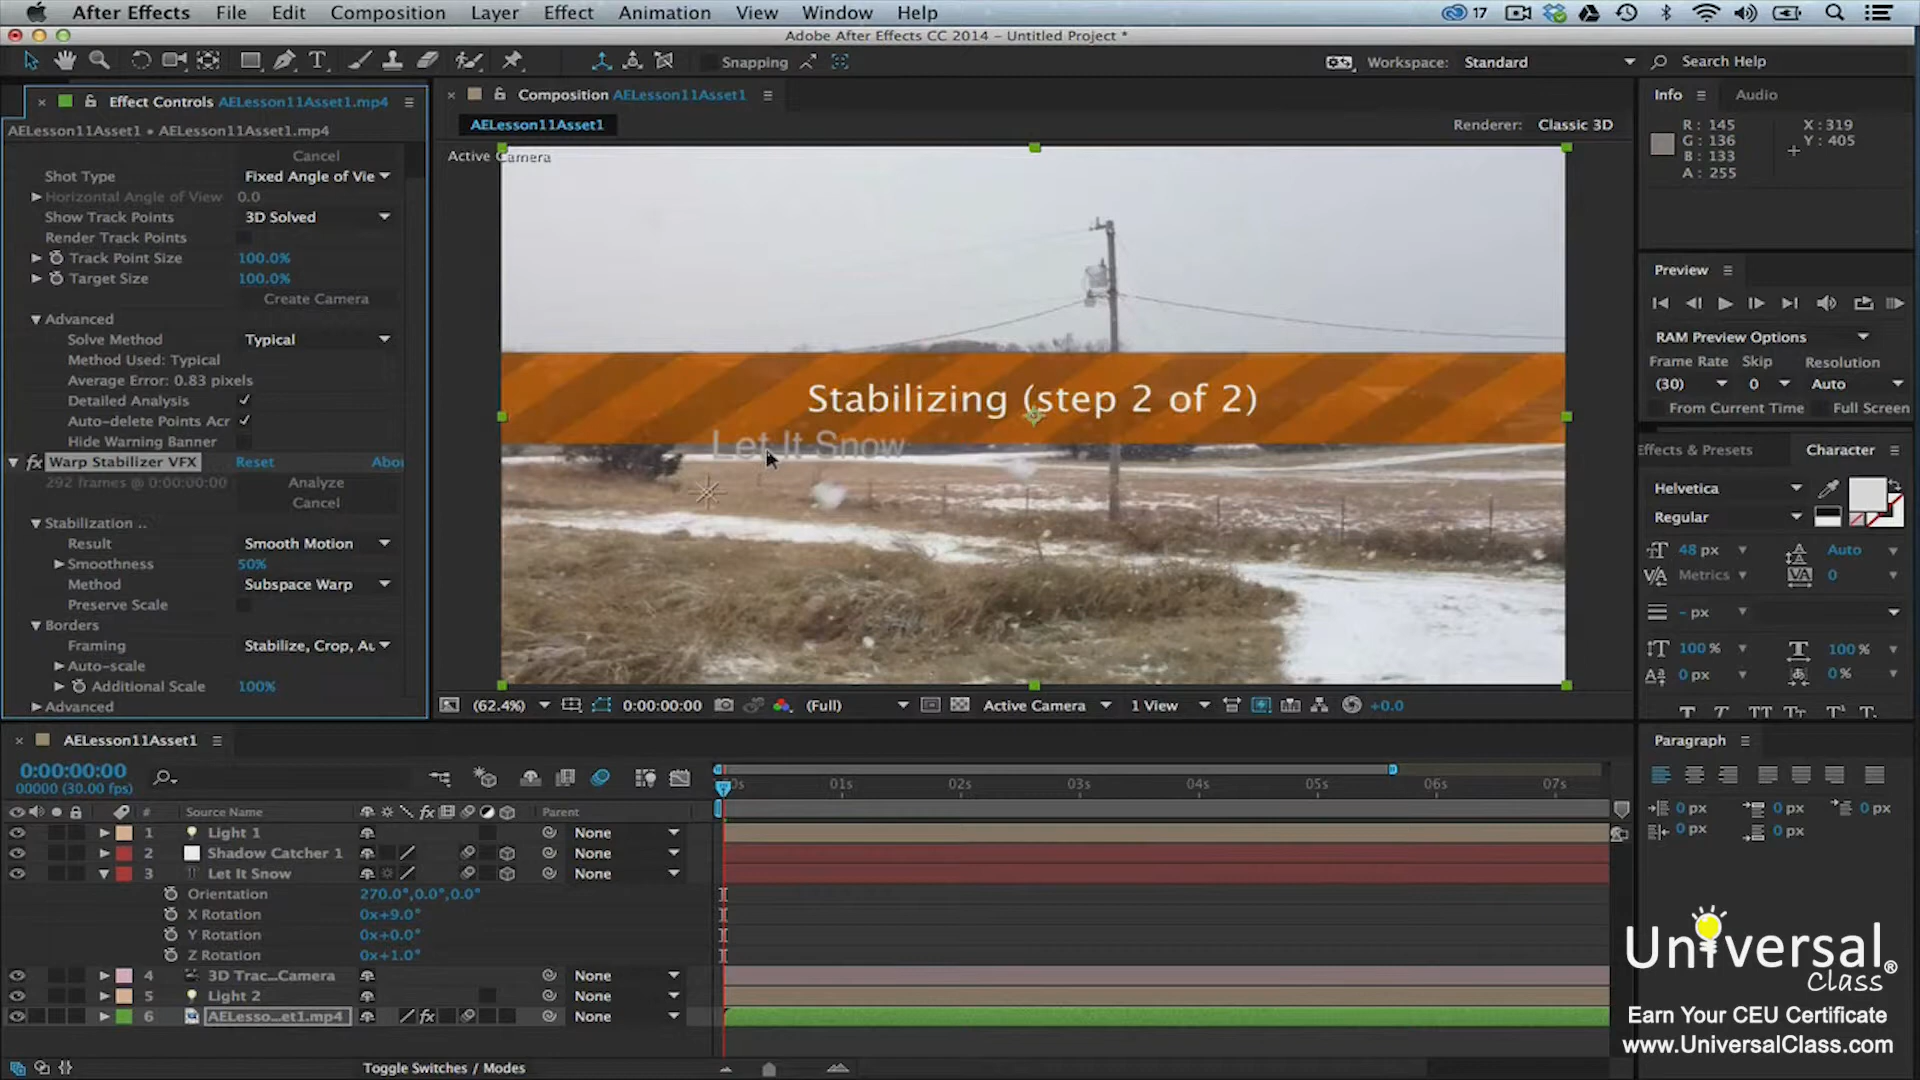 After Effects File Edit Composition Layer Effect Animation View Window Help 17
Adobe After Effects CC 2014 - Untitled Project *
Snapping Workspace: Standard Search Help
Effect Controls AELesson11Asset1.mp4
AELesson11Asset1 • AELesson11Asset1.mp4
Cancel
Shot Type Fixed Angle of Vie
Horizontal Angle of View 0.0
Show Track Points 3D Solved
Render Track Points
Track Point Size 100.0%
Target Size 100.0%
Create Camera
Advanced
Solve Method Typical
Method Used: Typical
Average Error: 0.83 pixels
Detailed Analysis
Auto-delete Points Acr
Hide Warning Banner
fx Warp Stabilizer VFX Reset Abou
292 frames @ 0:00:00:00 Analyze
Cancel
Stabilization ..
Result Smooth Motion
Smoothness 50%
Method Subspace Warp
Preserve Scale
Borders
Framing Stabilize, Crop, Au
Auto-scale
Additional Scale 100%
Advanced
Composition AELesson11Asset1
AELesson11Asset1 Renderer: Classic 3D
Active Camera
Stabilizing (step 2 of 2)
Let It Snow
(62.4%) 0:00:00:00 (Full) Active Camera 1 View +0.0
Info Audio
R: 145 X: 319
G: 136 Y: 405
B: 133
A: 255
Preview
RAM Preview Options
Frame Rate Skip Resolution
(30) 0 Auto
From Current Time Full Screen
Effects & Presets Character
Helvetica
Regular
48 px Auto
Metrics 0
- px
100 % 100 %
0 px 0 %
Paragraph
0 px 0 px 0 px
0 px 0 px
AELesson11Asset1
0:00:00:00
00000 (30.00 fps)
00s 01s 02s 03s 04s 05s 06s 07s
# Source Name fx Parent
1 Light 1 None
2 Shadow Catcher 1 None
3 Let It Snow None
Orientation 270.0°,0.0°,0.0°
X Rotation 0x+9.0°
Y Rotation 0x+0.0°
Z Rotation 0x+1.0°
4 3D Trac...Camera None
5 Light 2 None
6 AELesso...et1.mp4 fx None
Toggle Switches / Modes
Universal
Class®
Earn Your CEU Certificate
www.UniversalClass.com